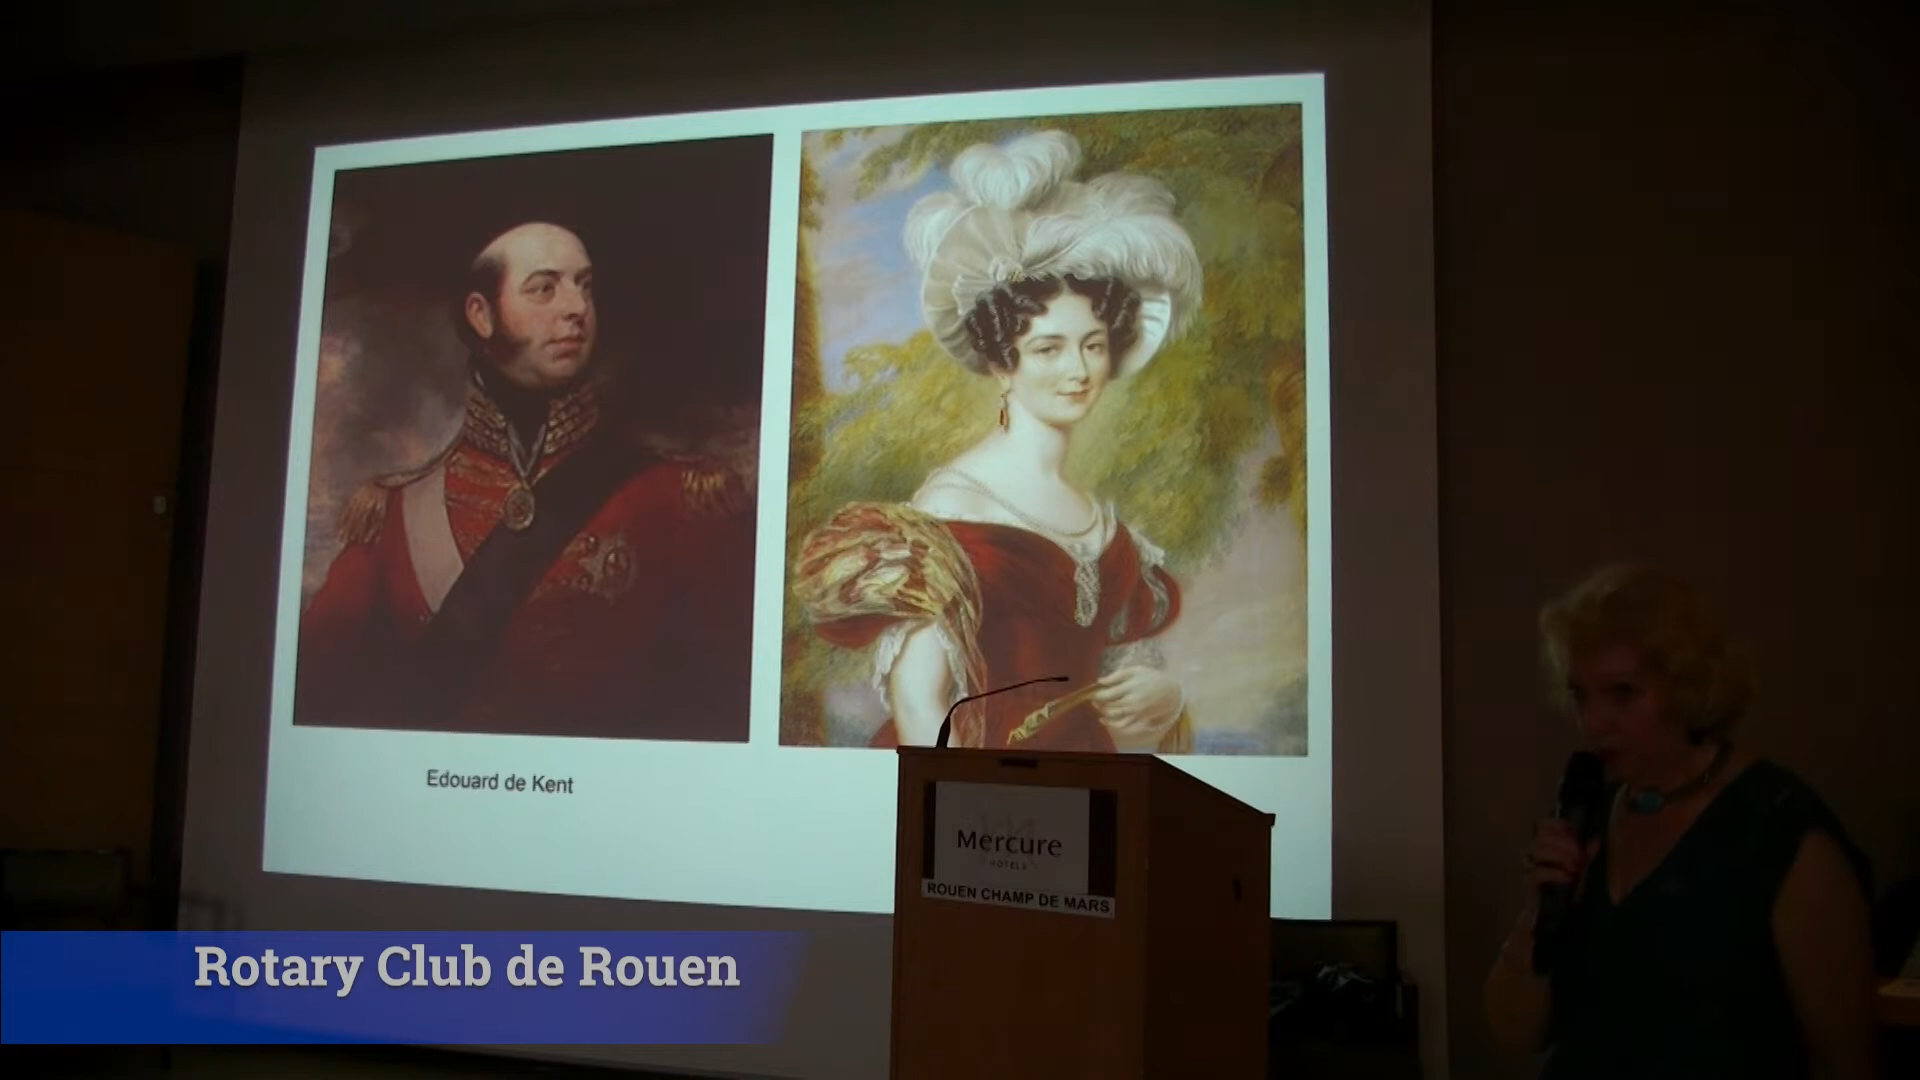 Edouard de Kent
Mercure
HOTELS
ROUEN CHAMP DE MARS
Rotary Club de Rouen